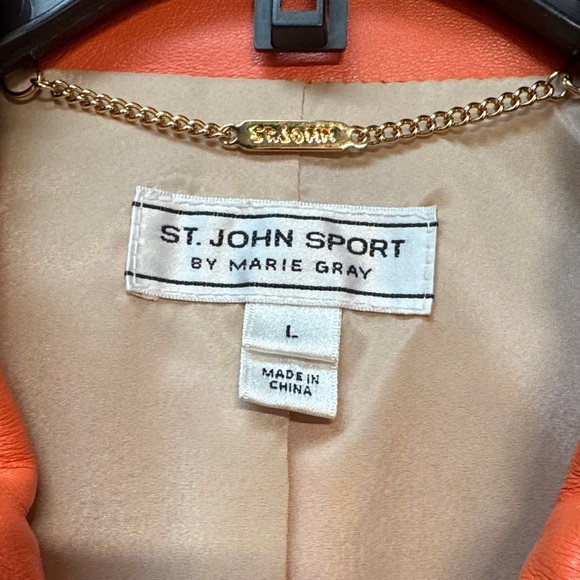 ST. JOHN
ST. JOHN SPORT
BY MARIE GRAY
L
MADE IN
CHINA